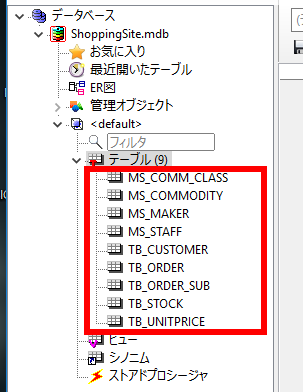 データベース
ShoppingSite.mdb
お気に入り
最近開いたテーブル
ER図
管理オブジェクト
<default>
フィルタ
テーブル (9)
MS_COMM_CLASS
MS_COMMODITY
MS_MAKER
MS_STAFF
TB_CUSTOMER
TB_ORDER
TB_ORDER_SUB
TB_STOCK
TB_UNITPRICE
ビュー
シノニム
ストアドプロシージャ